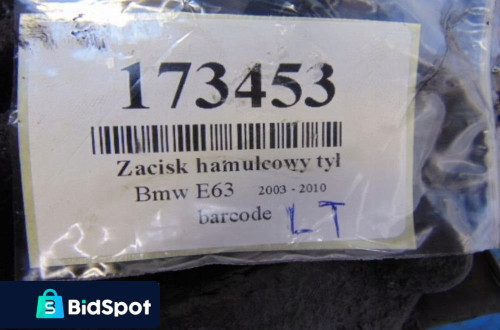 173453
Zacisk hamulcowy tył
Bmw E63 2003 - 2010
barcode LT
BidSpot